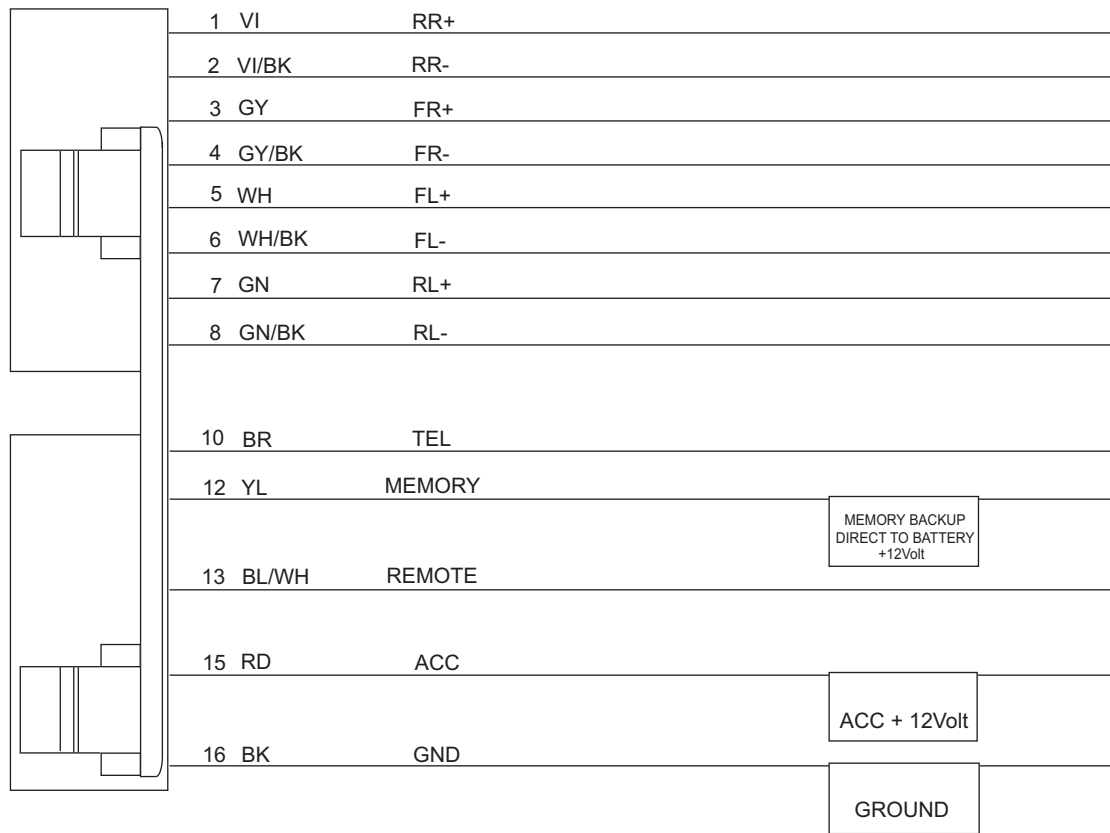 1 VI RR+
2 VI/BK RR-
3 GY FR+
4 GY/BK FR-
5 WH FL+
6 WH/BK FL-
7 GN RL+
8 GN/BK RL-
10 BR TEL
12 YL MEMORY
MEMORY BACKUP
DIRECT TO BATTERY
+12Volt
13 BL/WH REMOTE
15 RD ACC
ACC + 12Volt
16 BK GND
GROUND